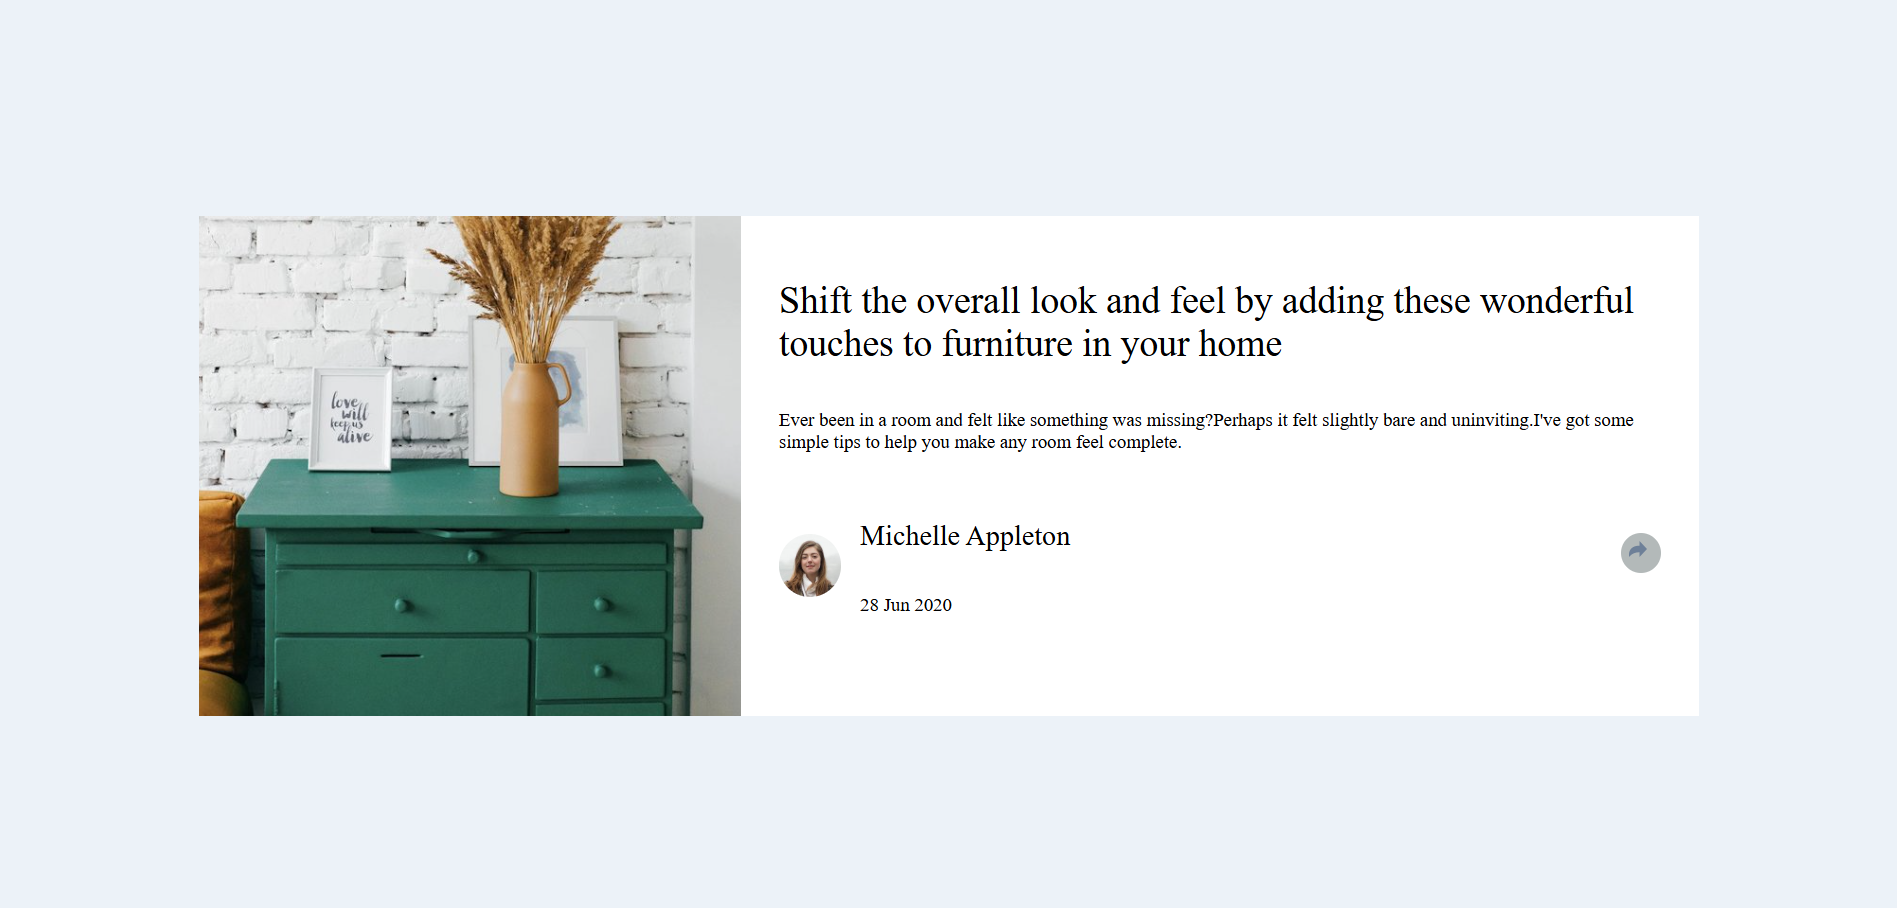 love
will
keep us
alive
Shift the overall look and feel by adding these wonderful
touches to furniture in your home
Ever been in a room and felt like something was missing?Perhaps it felt slightly bare and uninviting.I've got some
simple tips to help you make any room feel complete.
Michelle Appleton
28 Jun 2020